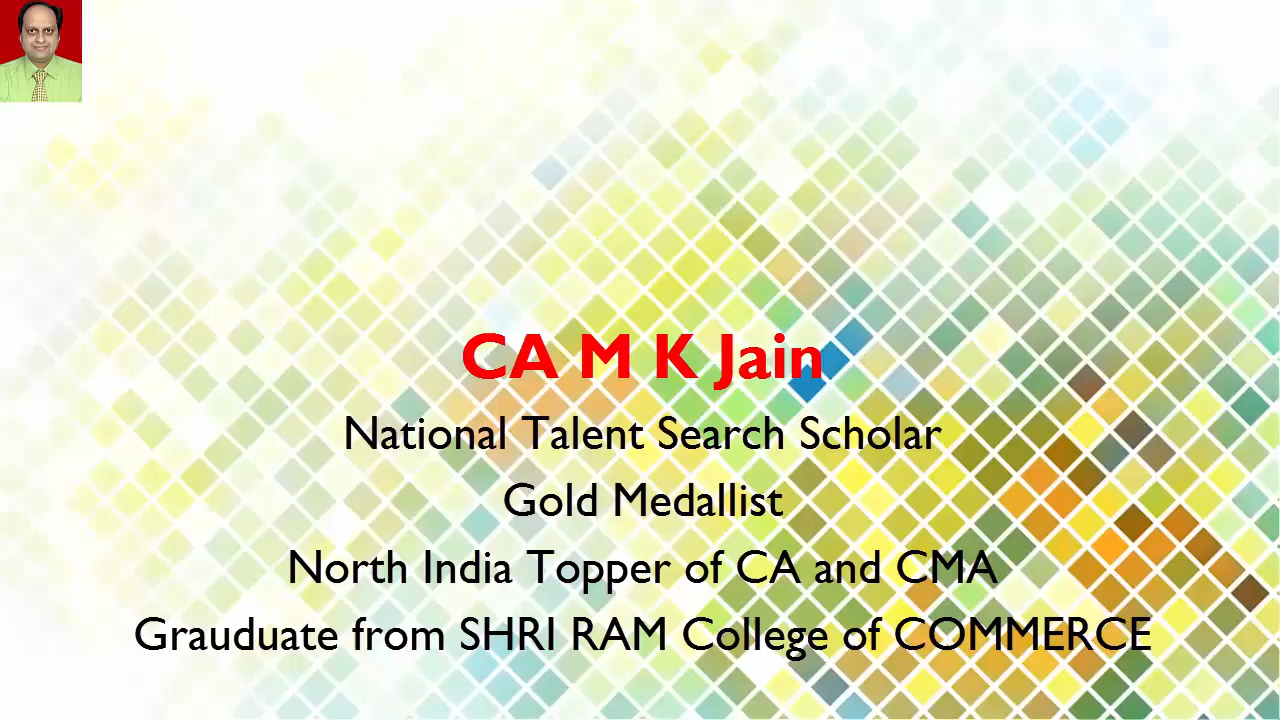 CA M K Jain
National Talent Search Scholar
Gold Medallist
North India Topper of CA and CMA
Grauduate from SHRI RAM College of COMMERCE